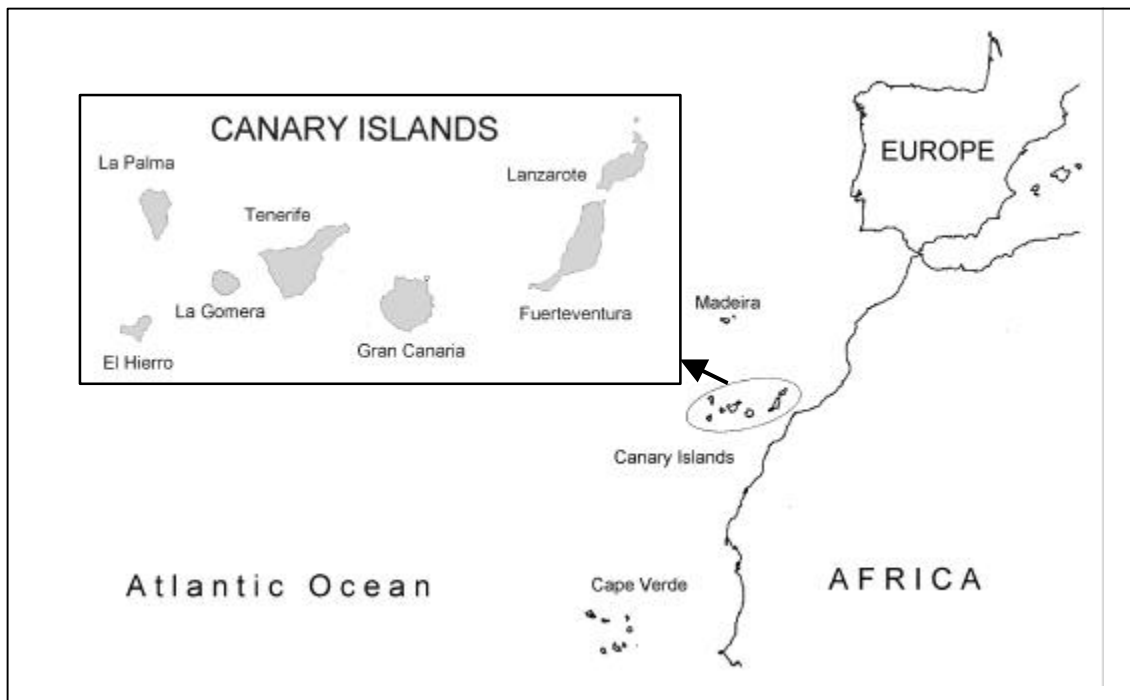 CANARY ISLANDS
La Palma
Lanzarote
Tenerife
La Gomera
Fuerteventura
El Hierro
Gran Canaria
EUROPE
Madeira
Canary Islands
Atlantic Ocean
Cape Verde
AFRICA